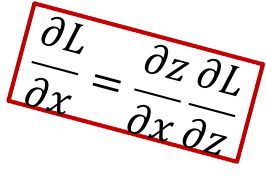 ∂L/∂x = ∂z/∂x ∂L/∂z